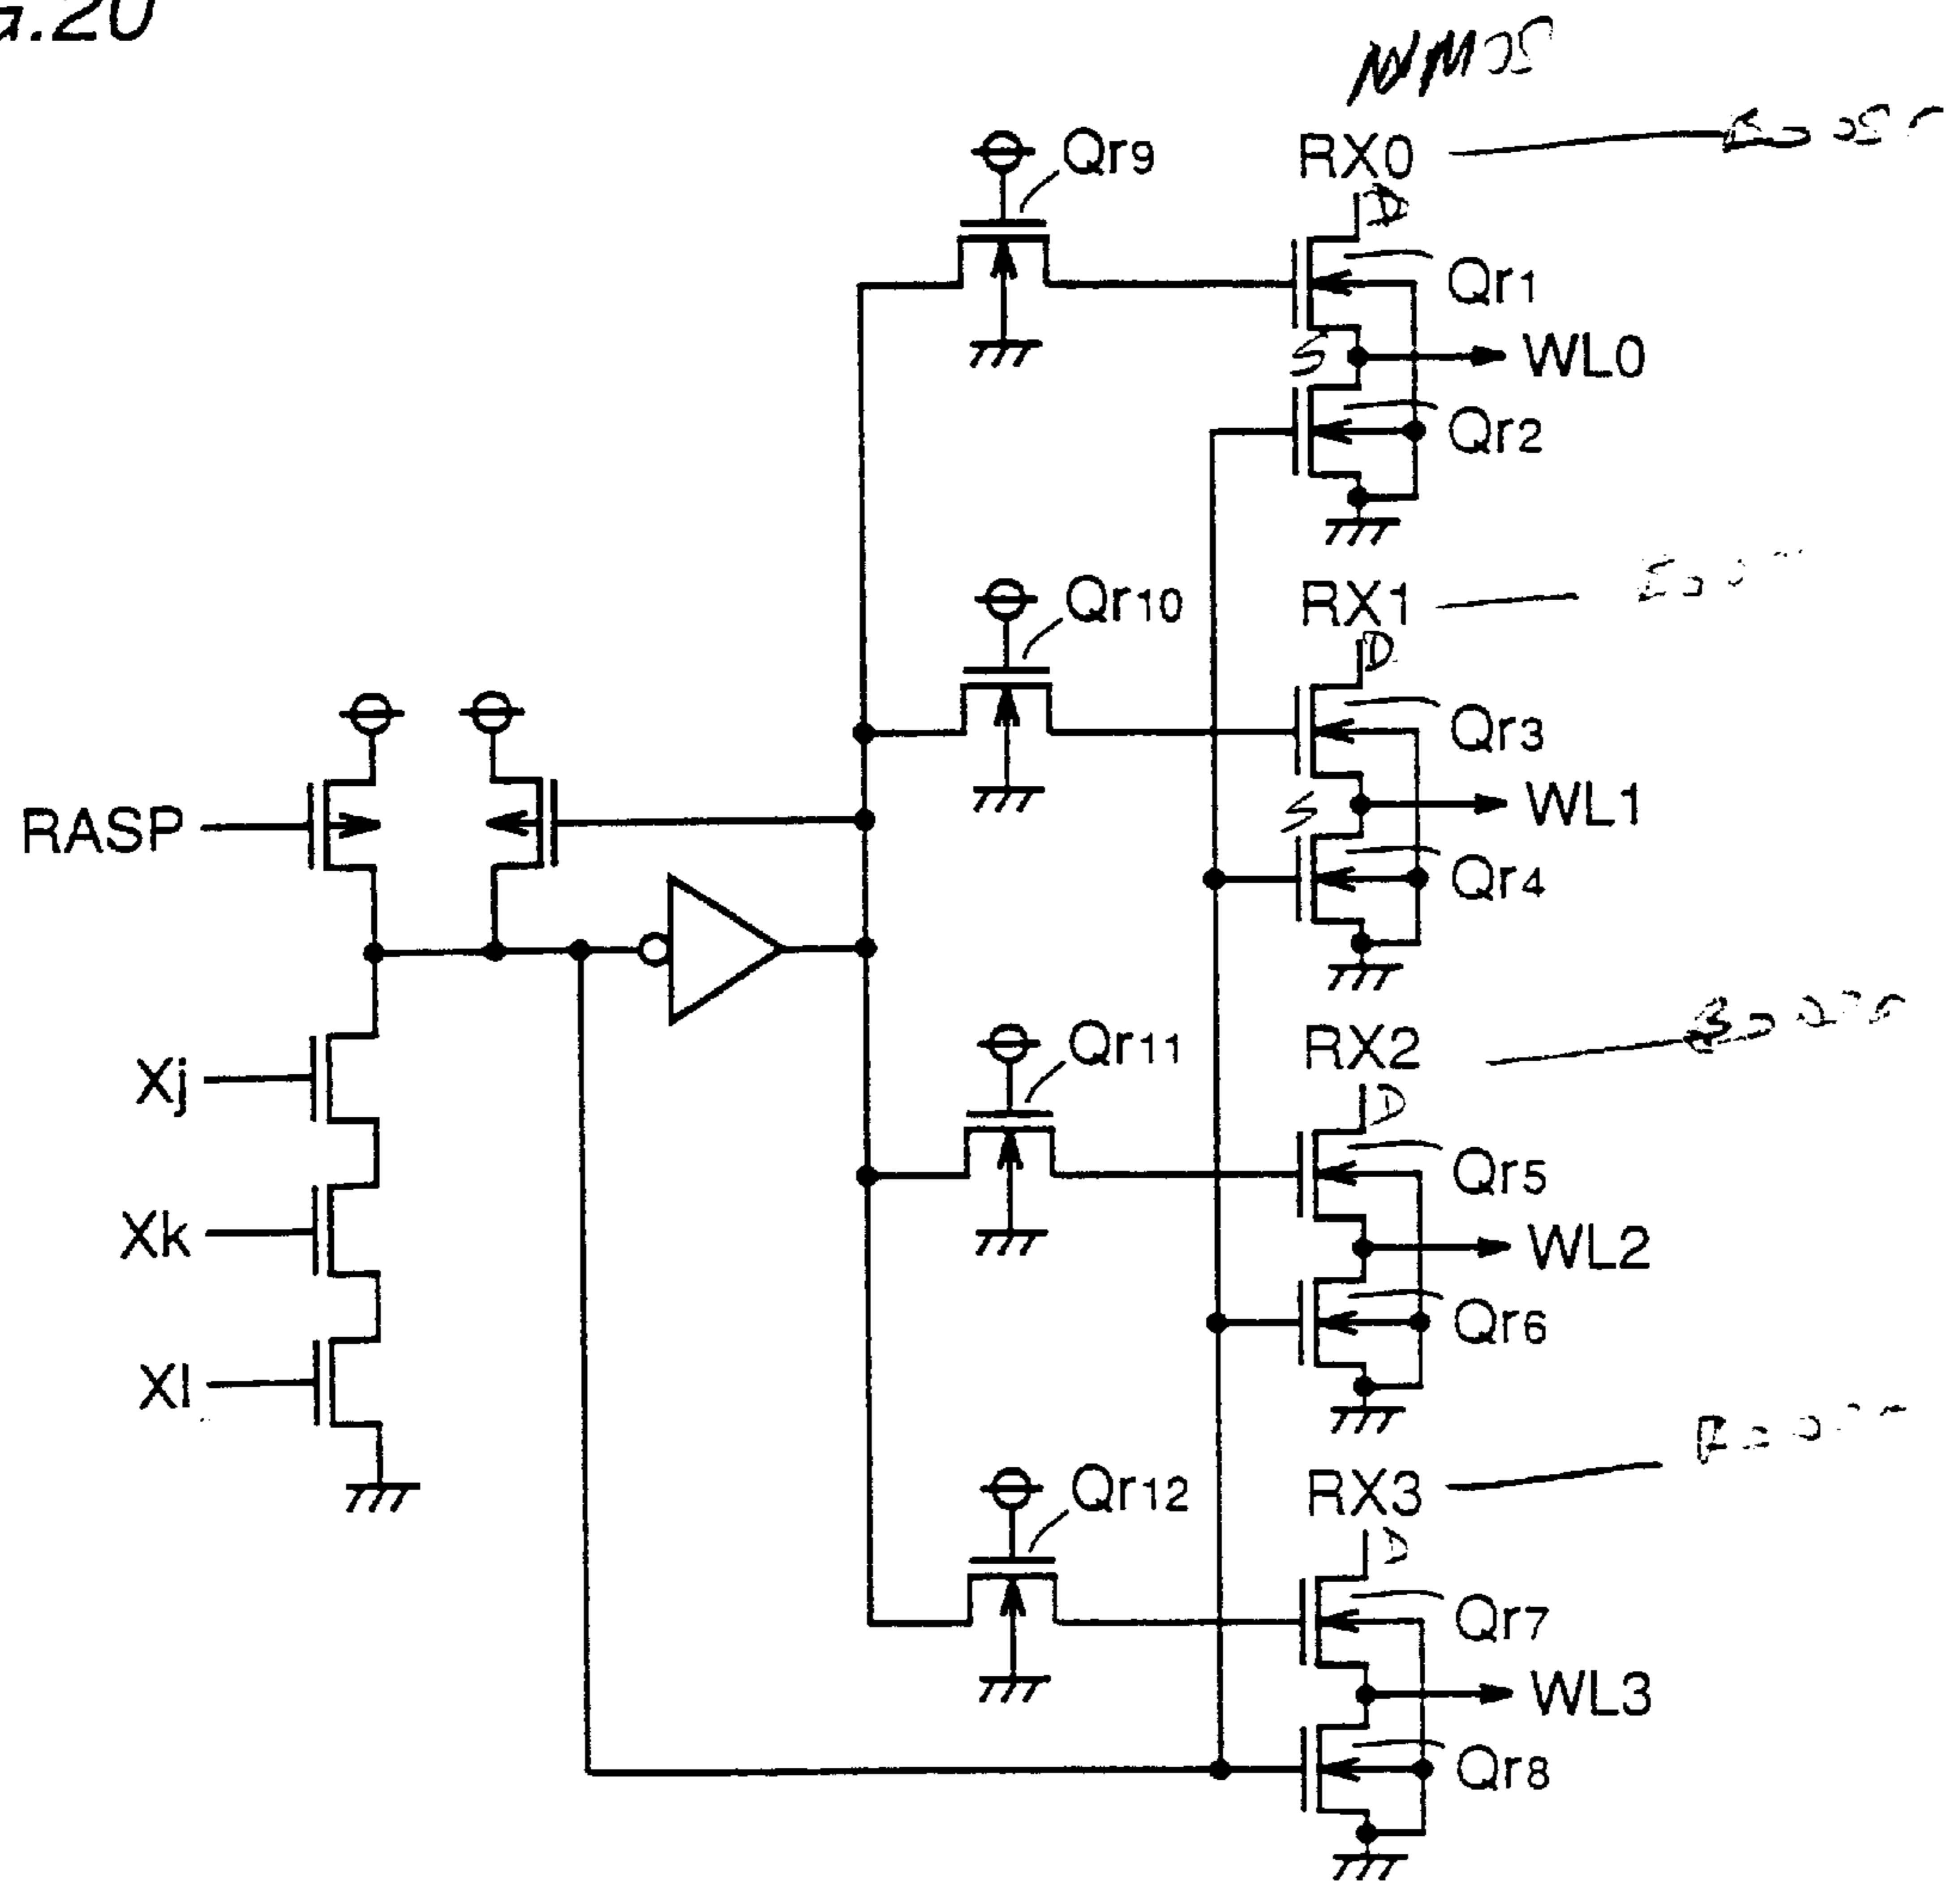 .20
NMOS
RX0
D
Qr9
Qr1
S
WL0
Qr2
Qr10
RX1
D
Qr3
S
WL1
Qr4
RASP
Qr11
RX2
D
Xj
Qr5
Xk
WL2
Qr6
Xl
Qr12
RX3
D
Qr7
WL3
Qr8